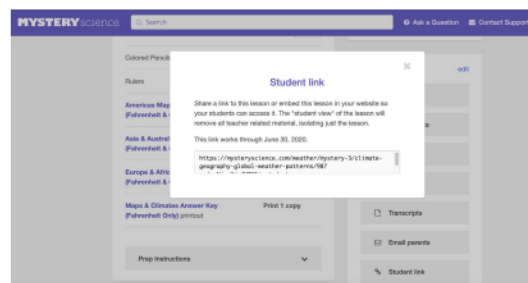 MYSTERYscience
Search
Ask a Question
Contact Support
Colored Pencils
Rulers
edit
Student link
Americas Map
(Fahrenheit &
Share a link to this lesson or embed this lesson in your website so
your students can access it. The "student view" of the lesson will
remove all teacher related material, isolating just the lesson.
Asia & Austral
(Fahrenheit &
This link works through June 30, 2020.
Europe & Afric
(Fahrenheit &
https://mysteryscience.com/weather/mystery-3/climate-
geography-global-weather-patterns/98?
Maps & Climates Answer Key
(Fahrenheit Only) printout
Print 1 copy
Transcripts
Email parents
Prep Instructions
Student link